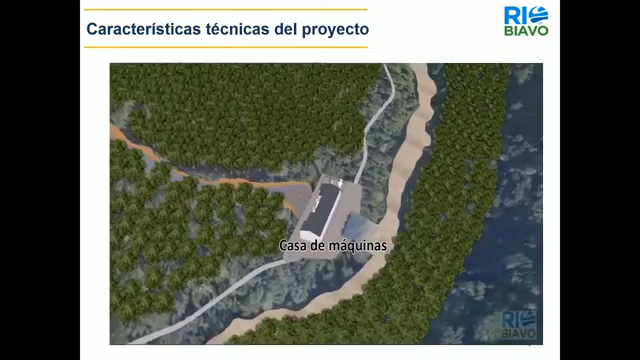 Características técnicas del proyecto
RIO
BIAVO
Casa de máquinas
RIO
BIAVO